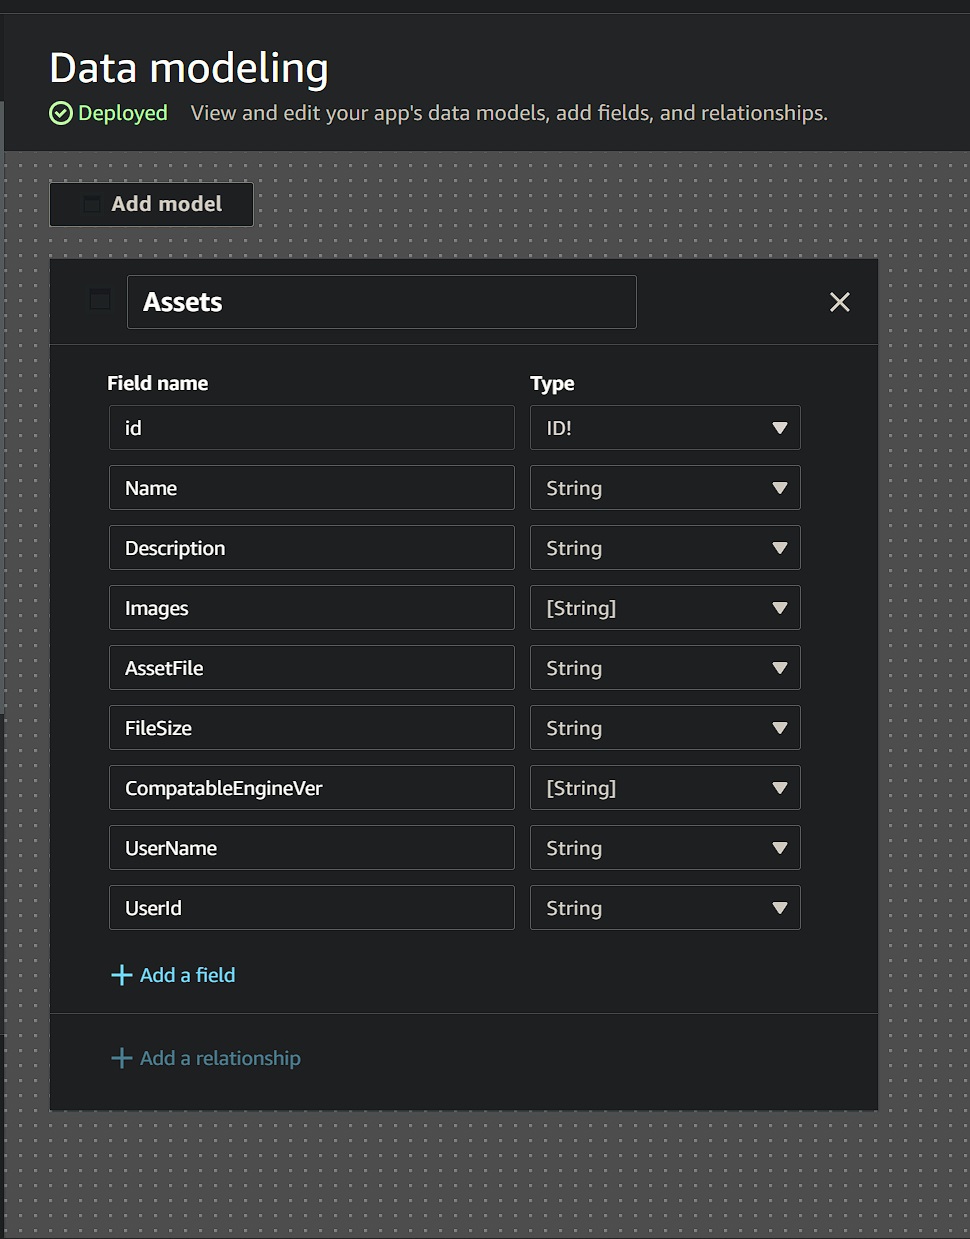 Data modeling
Deployed View and edit your app's data models, add fields, and relationships.
Add model
Assets
Field name Type
id ID!
Name String
Description String
Images [String]
AssetFile String
FileSize String
CompatableEngineVer [String]
UserName String
UserId String
Add a field
Add a relationship